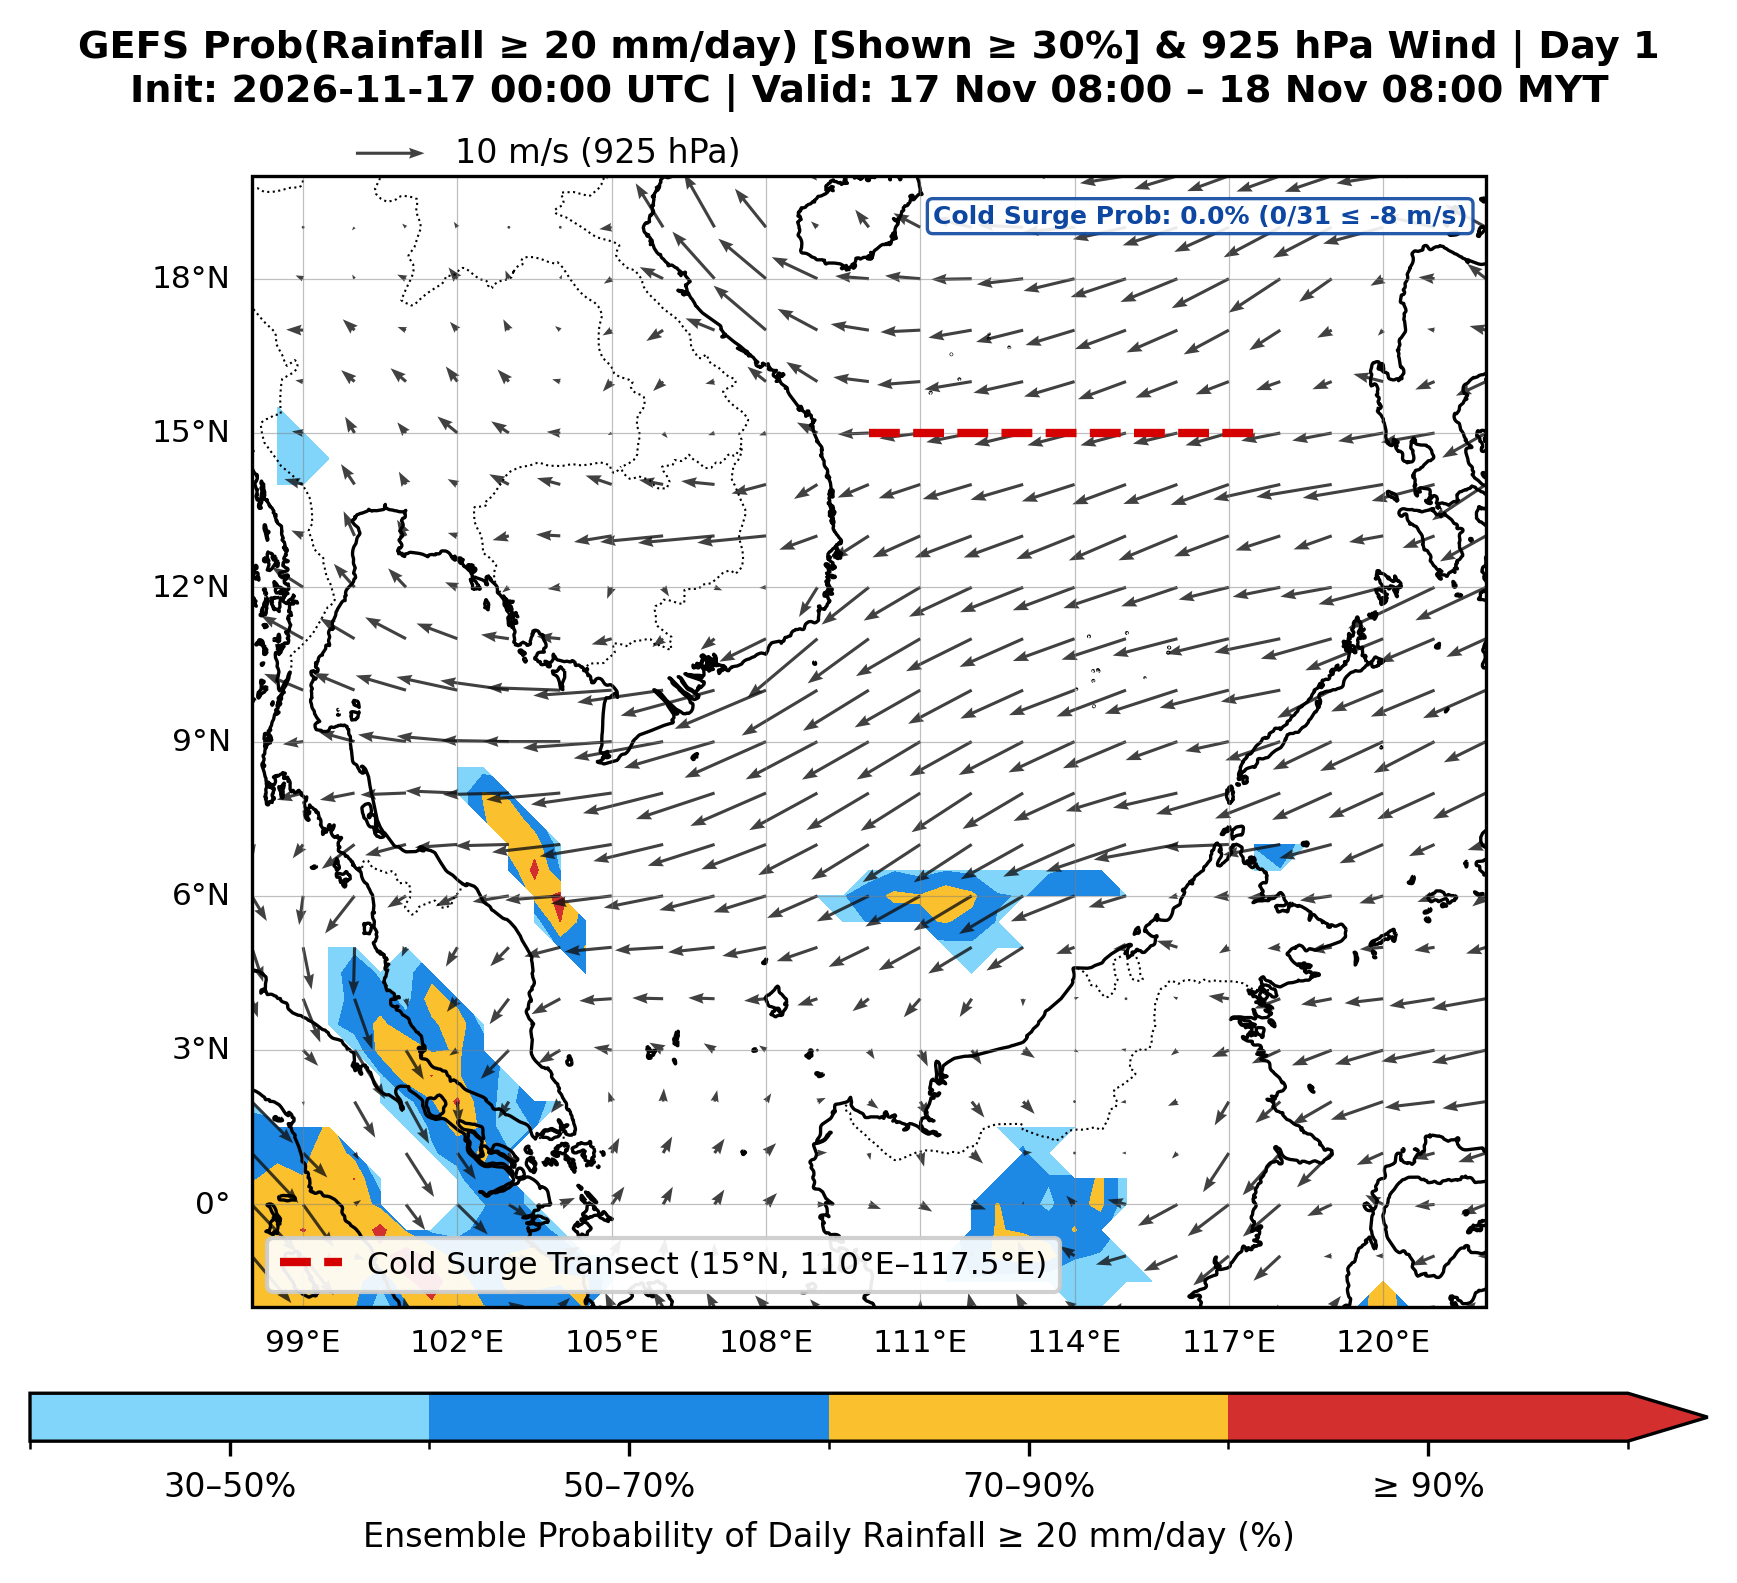 GEFS Prob(Rainfall ≥ 20 mm/day) [Shown ≥ 30%] & 925 hPa Wind | Day 1
Init: 2026-11-17 00:00 UTC | Valid: 17 Nov 08:00 – 18 Nov 08:00 MYT
10 m/s (925 hPa)
Cold Surge Prob: 0.0% (0/31 ≤ -8 m/s)
18°N
15°N
12°N
9°N
6°N
3°N
0°
Cold Surge Transect (15°N, 110°E–117.5°E)
99°E 102°E 105°E 108°E 111°E 114°E 117°E 120°E
30–50% 50–70% 70–90% ≥ 90%
Ensemble Probability of Daily Rainfall ≥ 20 mm/day (%)